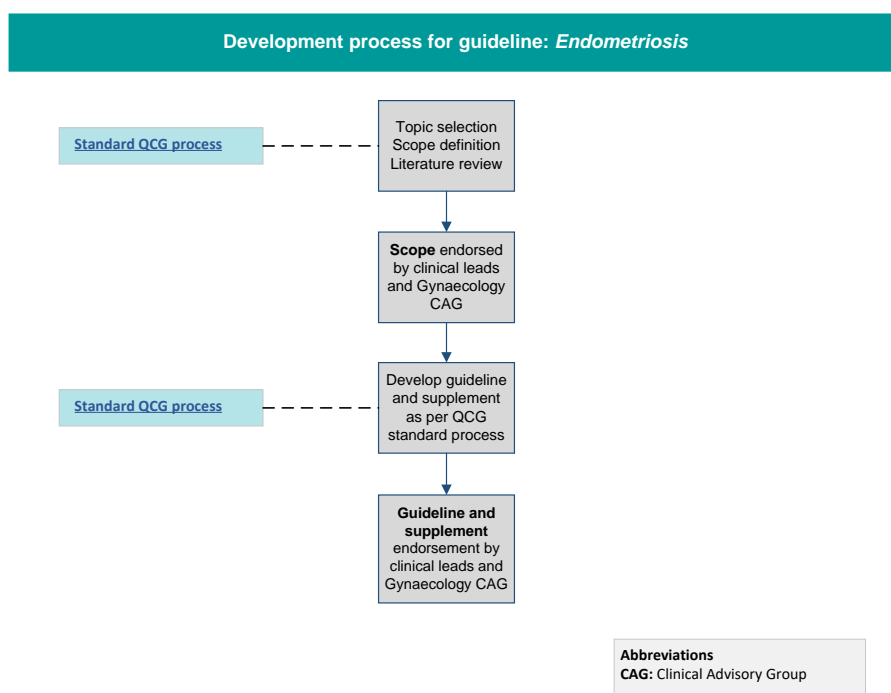 Development process for guideline: Endometriosis
Standard QCG process
Topic selection
Scope definition
Literature review
Scope endorsed
by clinical leads
and Gynaecology
CAG
Standard QCG process
Develop guideline
and supplement
as per QCG
standard process
Guideline and
supplement
endorsement by
clinical leads and
Gynaecology CAG
Abbreviations
CAG: Clinical Advisory Group